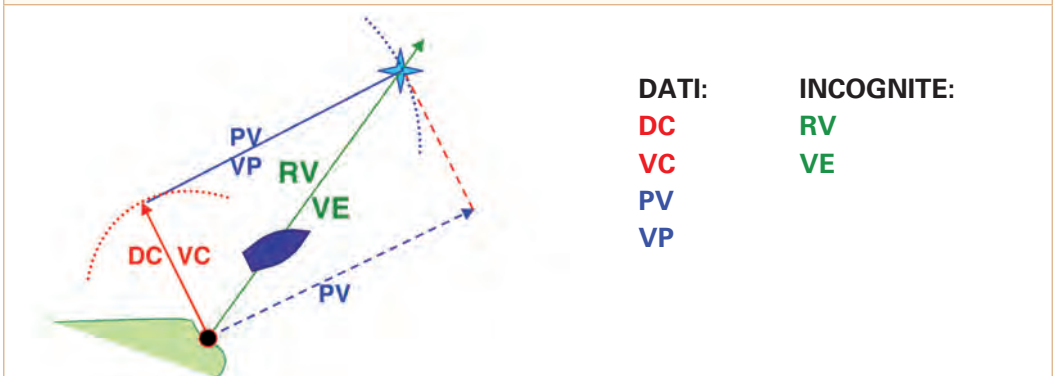 PV
VP
RV
VE
DC VC
PV
DATI: INCOGNITE:
DC RV
VC VE
PV
VP